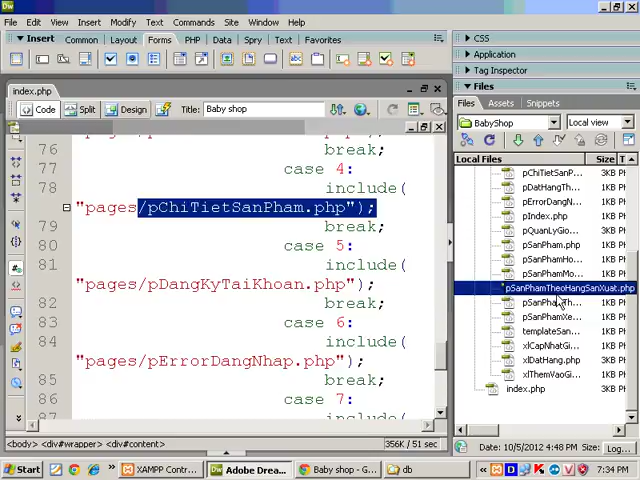 File Edit View Insert Modify Text Commands Site Window Help
Insert Common Layout Forms PHP Data Spry Text Favorites
index.php
Code Split Design Title: Baby shop
76 break;
77 case 4:
78 include(
"pages/pChiTietSanPham.php");
79 break;
80 case 5:
81 include(
"pages/pDangKyTaiKhoan.php");
82 break;
83 case 6:
84 include(
"pages/pErrorDangNhap.php");
85 break;
86 case 7:
include(
<body> <div#wrapper> <div#content> 356K / 51 sec
CSS
Application
Tag Inspector
Files
Files Assets Snippets
BabyShop Local view
Local Files Size Ty
pChiTietSanP... 3KB
pDatHangTh... 1KB
pErrorDangN... 1KB
pIndex.php 1KB
pQuanLyGio... 3KB
pSanPham.php 1KB
pSanPhamHo... 1KB
pSanPhamMo... 1KB
pSanPhamTheoHangSanXuat.php
1KB
pSanPhamXe... 1KB
templateSan... 1KB
xlCapNhatGi... 1KB
xlDatHang.php 3KB
xlThemVaoGi... 1KB
index.php 3KB
Date: 10/5/2012 4:48 PM Size: Log...
Start XAMPP Contr... Adobe Drea... Baby shop - G... db 7:34 PM